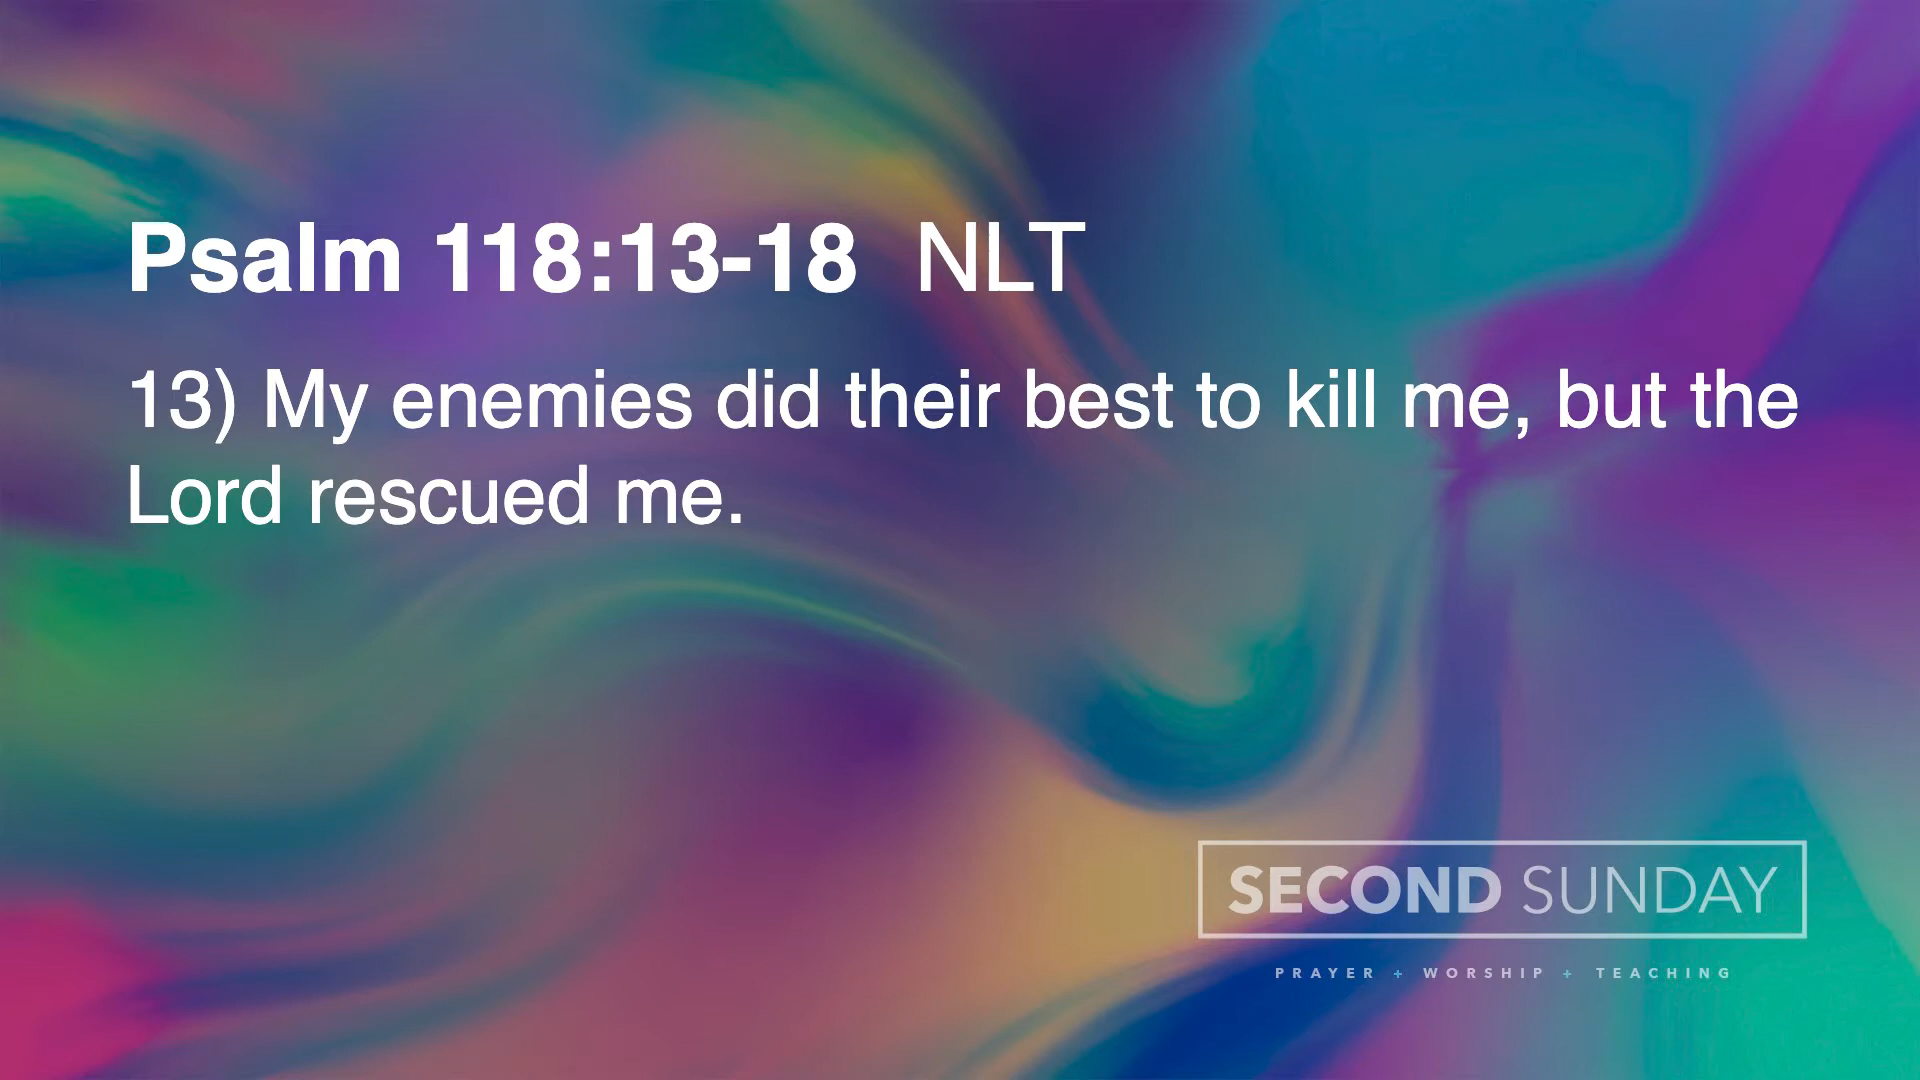 Psalm 118:13-18 NLT
13) My enemies did their best to kill me, but the
Lord rescued me.
SECOND SUNDAY
PRAYER + WORSHIP + TEACHING